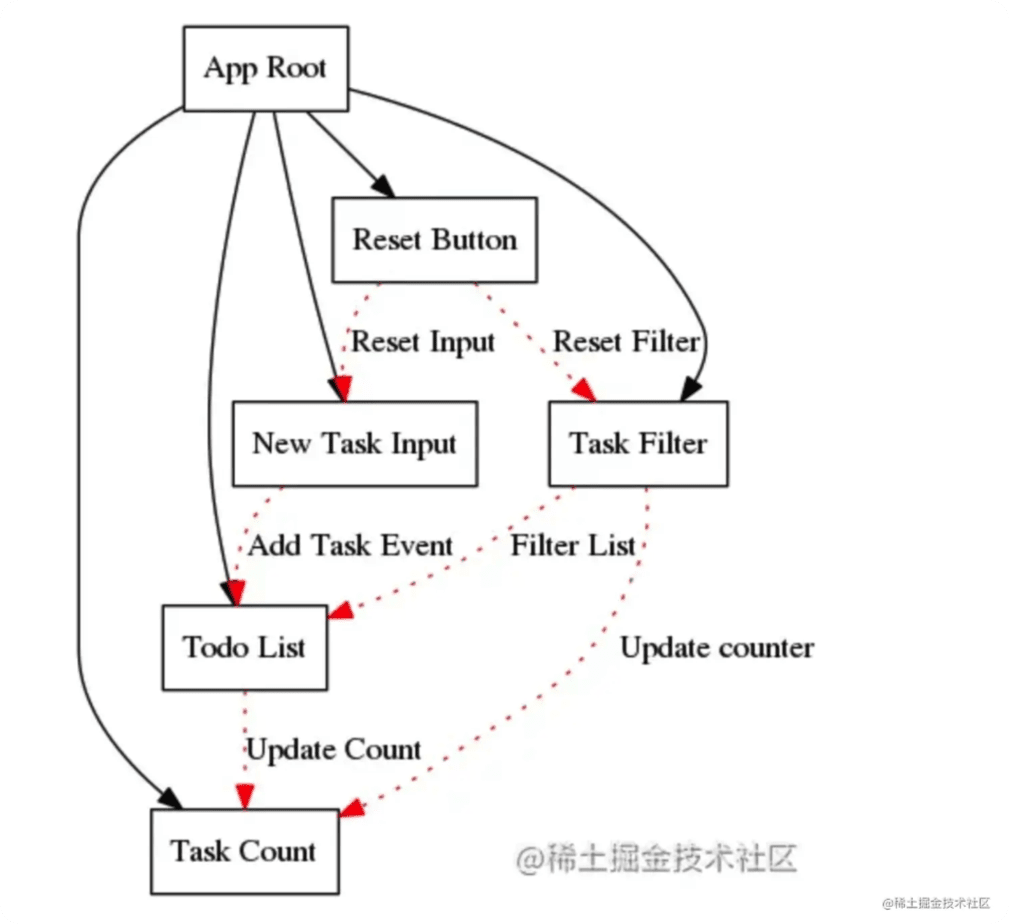 App Root
Reset Button
Reset Input
Reset Filter
New Task Input
Task Filter
Add Task Event
Filter List
Todo List
Update counter
Update Count
Task Count
@稀土掘金技术社区
@稀土掘金技术社区